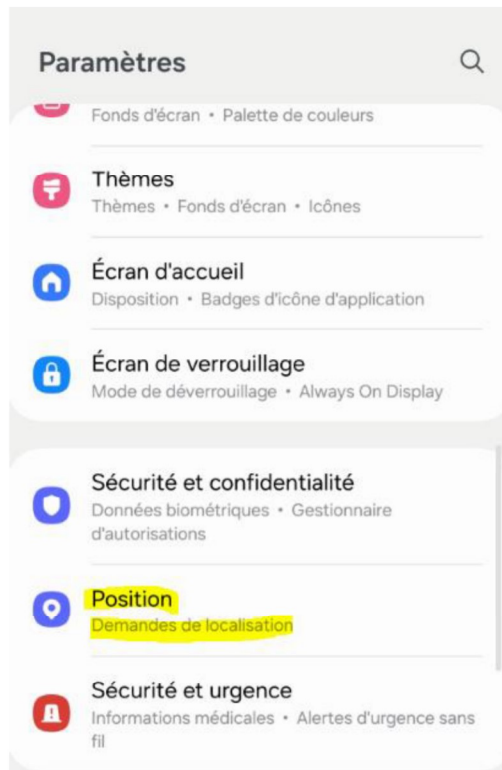 Paramètres
Fonds d'écran • Palette de couleurs
Thèmes
Thèmes • Fonds d'écran • Icônes
Écran d'accueil
Disposition • Badges d'icône d'application
Écran de verrouillage
Mode de déverrouillage • Always On Display
Sécurité et confidentialité
Données biométriques • Gestionnaire
d'autorisations
Position
Demandes de localisation
Sécurité et urgence
Informations médicales • Alertes d'urgence sans
fil